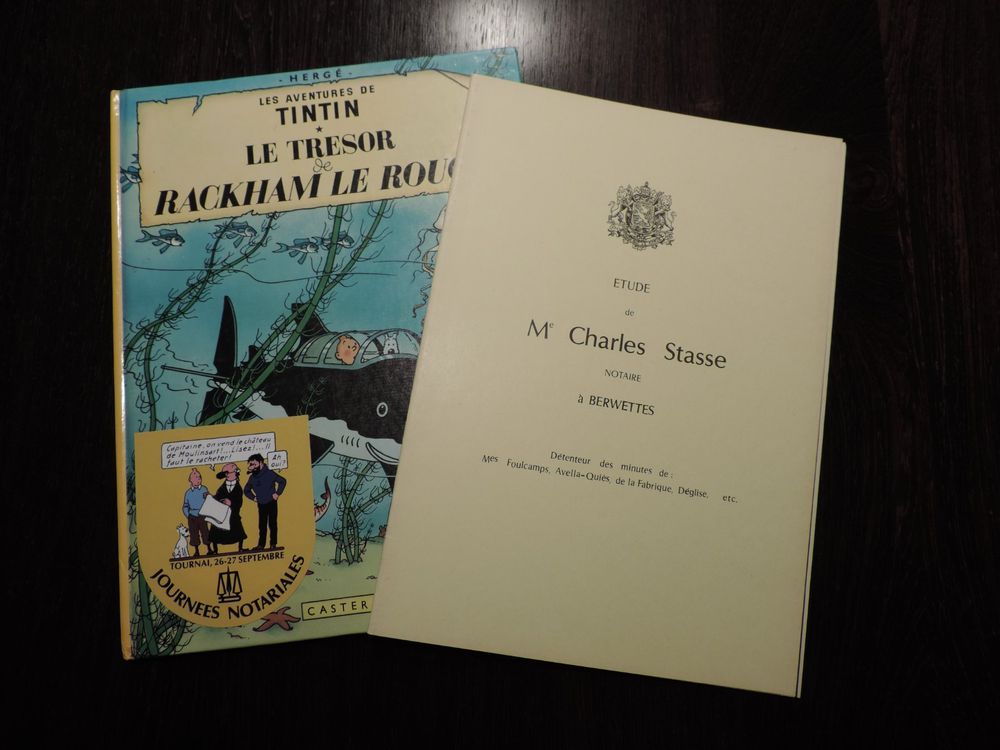 - HERGÉ -
LES AVENTURES DE
TINTIN
LE TRESOR
de
RACKHAM LE ROUG
Capitaine, on vend le château
de Moulinsart!...Lisez!...Il
faut le racheter!
Ah
oui?
TOURNAI, 26-27 SEPTEMBRE
JOURNEES NOTARIALES
CASTER
ETUDE
de
Me Charles Stasse
NOTAIRE
à BERWETTES
Détenteur des minutes de:
Mes Foulcamps, Avella-Quiès, de la Fabrique, Déglise, etc.